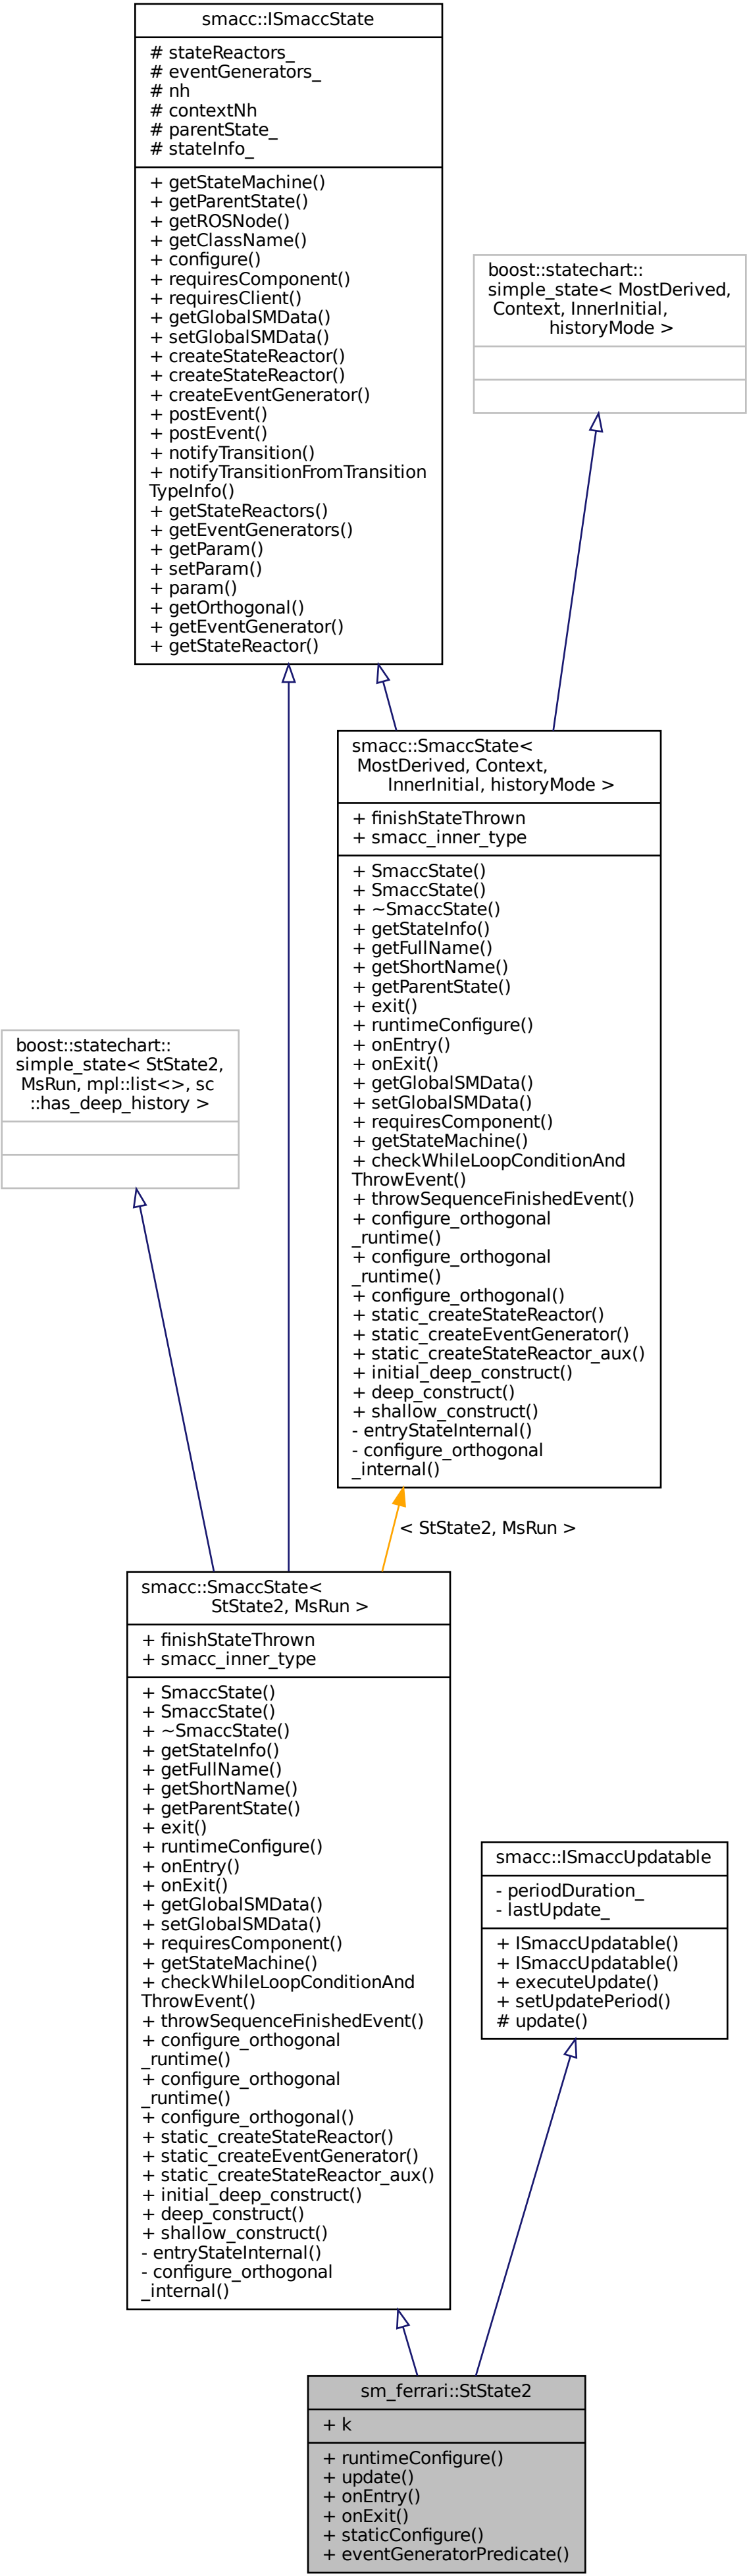 smacc::ISmaccState
# stateReactors_
# eventGenerators_
# nh
# contextNh
# parentState_
# stateInfo_
+ getStateMachine()
+ getParentState()
+ getROSNode()
+ getClassName()
+ configure()
+ requiresComponent()
+ requiresClient()
+ getGlobalSMData()
+ setGlobalSMData()
+ createStateReactor()
+ createStateReactor()
+ createEventGenerator()
+ postEvent()
+ postEvent()
+ notifyTransition()
+ notifyTransitionFromTransition
TypeInfo()
+ getStateReactors()
+ getEventGenerators()
+ getParam()
+ setParam()
+ param()
+ getOrthogonal()
+ getEventGenerator()
+ getStateReactor()
boost::statechart::
simple_state< MostDerived,
Context, InnerInitial,
historyMode >
smacc::SmaccState<
MostDerived, Context,
InnerInitial, historyMode >
+ finishStateThrown
+ smacc_inner_type
+ SmaccState()
+ SmaccState()
+ ~SmaccState()
+ getStateInfo()
+ getFullName()
+ getShortName()
+ getParentState()
+ exit()
+ runtimeConfigure()
+ onEntry()
+ onExit()
+ getGlobalSMData()
+ setGlobalSMData()
+ requiresComponent()
+ getStateMachine()
+ checkWhileLoopConditionAnd
ThrowEvent()
+ throwSequenceFinishedEvent()
+ configure_orthogonal
_runtime()
+ configure_orthogonal
_runtime()
+ configure_orthogonal()
+ static_createStateReactor()
+ static_createEventGenerator()
+ static_createStateReactor_aux()
+ initial_deep_construct()
+ deep_construct()
+ shallow_construct()
- entryStateInternal()
- configure_orthogonal
_internal()
boost::statechart::
simple_state< StState2,
MsRun, mpl::list<>, sc
::has_deep_history >
< StState2, MsRun >
smacc::SmaccState<
StState2, MsRun >
+ finishStateThrown
+ smacc_inner_type
+ SmaccState()
+ SmaccState()
+ ~SmaccState()
+ getStateInfo()
+ getFullName()
+ getShortName()
+ getParentState()
+ exit()
+ runtimeConfigure()
+ onEntry()
+ onExit()
+ getGlobalSMData()
+ setGlobalSMData()
+ requiresComponent()
+ getStateMachine()
+ checkWhileLoopConditionAnd
ThrowEvent()
+ throwSequenceFinishedEvent()
+ configure_orthogonal
_runtime()
+ configure_orthogonal
_runtime()
+ configure_orthogonal()
+ static_createStateReactor()
+ static_createEventGenerator()
+ static_createStateReactor_aux()
+ initial_deep_construct()
+ deep_construct()
+ shallow_construct()
- entryStateInternal()
- configure_orthogonal
_internal()
smacc::ISmaccUpdatable
- periodDuration_
- lastUpdate_
+ ISmaccUpdatable()
+ ISmaccUpdatable()
+ executeUpdate()
+ setUpdatePeriod()
# update()
sm_ferrari::StState2
+ k
+ runtimeConfigure()
+ update()
+ onEntry()
+ onExit()
+ staticConfigure()
+ eventGeneratorPredicate()